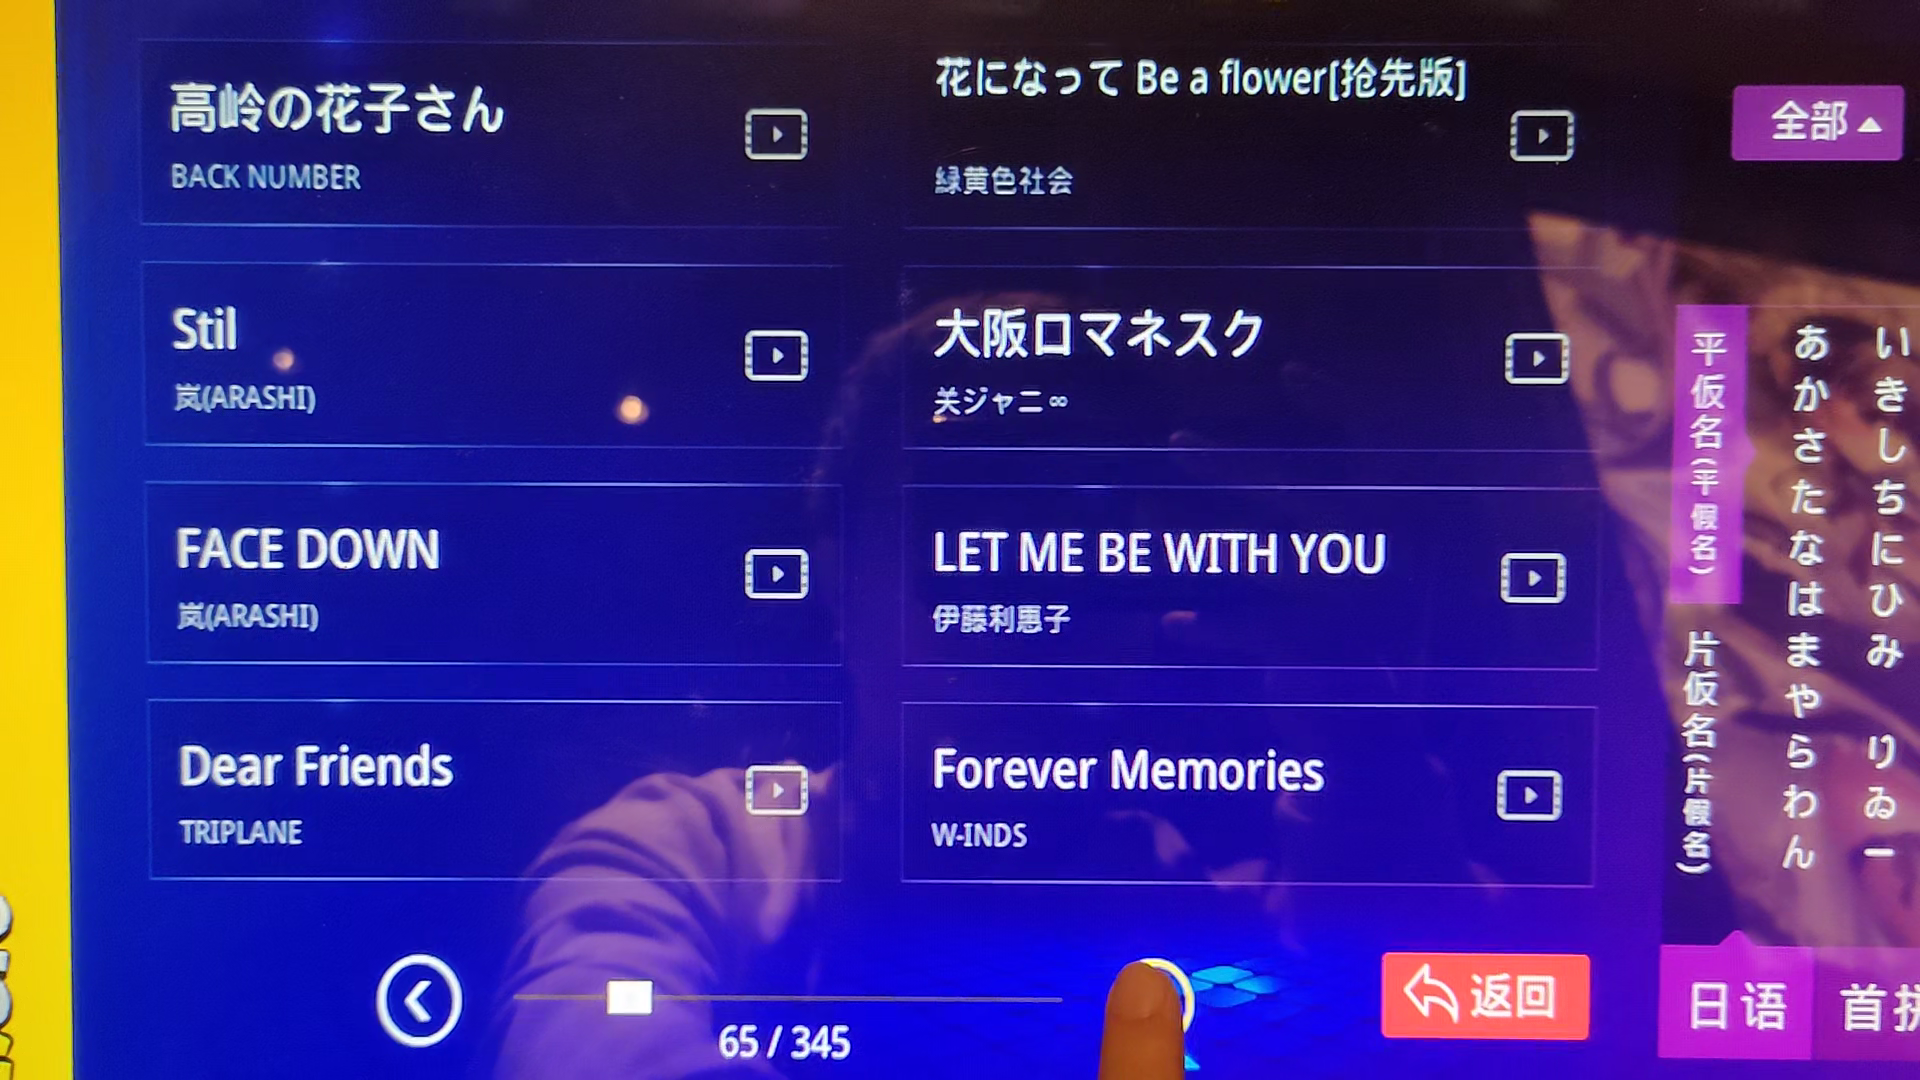 高岭の花子さん
BACK NUMBER
花になって Be a flower[抢先版]
緑黄色社会
全部
Stil
岚(ARASHI)
大阪ロマネスク
关ジャニ∞
FACE DOWN
岚(ARASHI)
LET ME BE WITH YOU
伊藤利恵子
Dear Friends
TRIPLANE
Forever Memories
W-INDS
平仮名(平假名)
片仮名(片假名)
あかさたなはまやらわん
いきしちにひみ りゐー
65 / 345
返回
日语
首拼